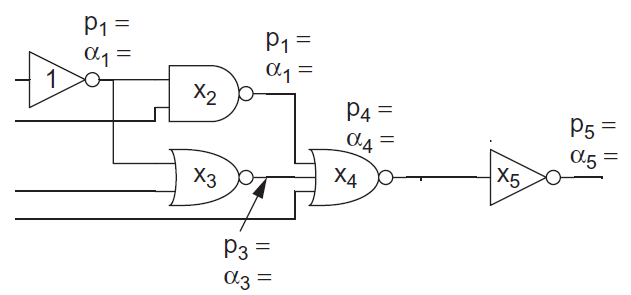 p₁ =
α₁ =
p₁ =
α₁ =
1
x₂
p₄ =
α₄ =
p₅ =
α₅ =
x₃
x₄
x₅
p₃ =
α₃ =